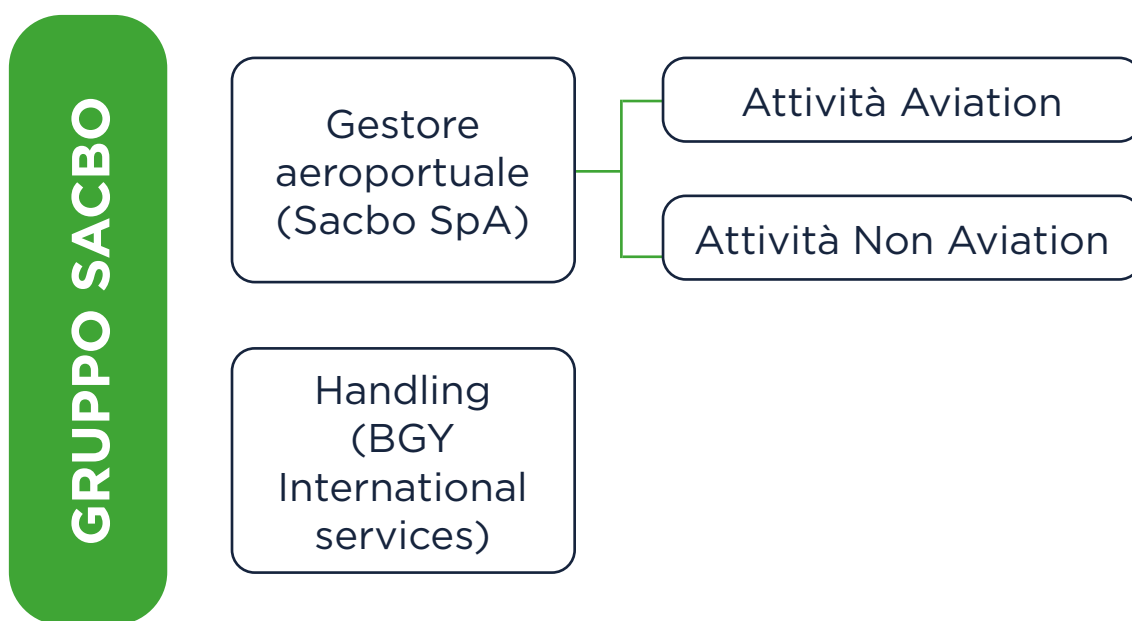 GRUPPO SACBO
Gestore
aeroportuale
(Sacbo SpA)
Attività Aviation
Attività Non Aviation
Handling
(BGY
International
services)